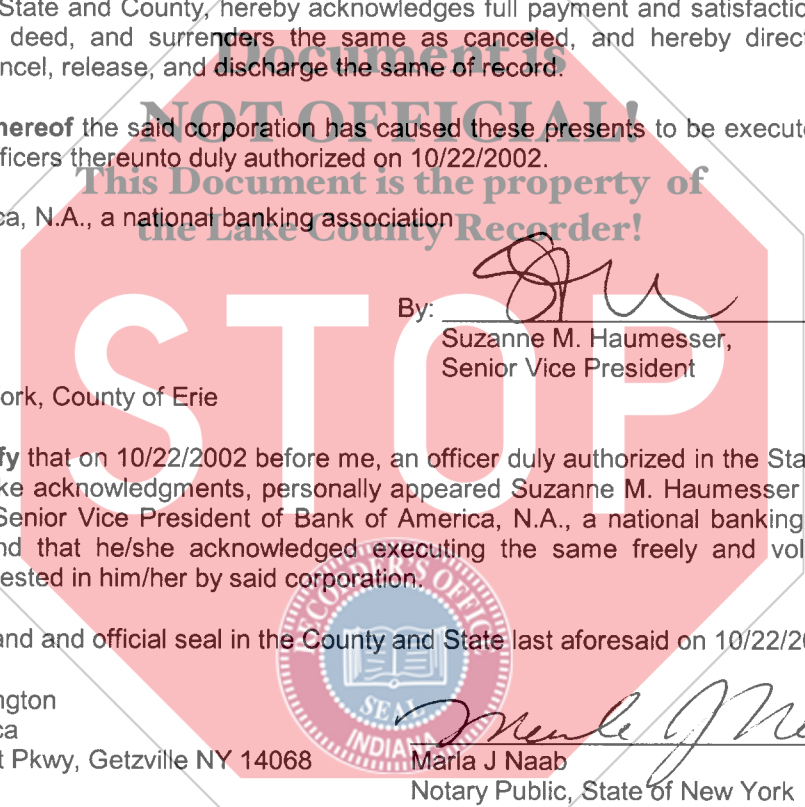 State and County, hereby acknowledges full payment and satisfactio
deed, and surrenders the same as canceled, and hereby direct
ncel, release, and discharge the same of record.
Document is
NOT OFFICIAL!
This Document is the property of
the Lake County Recorder!
hereof the said corporation has caused these presents to be execute
ficers thereunto duly authorized on 10/22/2002.
ca, N.A., a national banking association
By:
Suzanne M. Haumesser,
Senior Vice President
STOP
ork, County of Erie
fy that on 10/22/2002 before me, an officer duly authorized in the Sta
ke acknowledgments, personally appeared Suzanne M. Haumesser
Senior Vice President of Bank of America, N.A., a national banking
nd that he/she acknowledged executing the same freely and vol
ested in him/her by said corporation.
and and official seal in the County and State last aforesaid on 10/22/20
RECORDER'S OFFICE
SEAL
INDIANA
ngton
ca
t Pkwy, Getzville NY 14068
Marla J Naab
Notary Public, State of New York